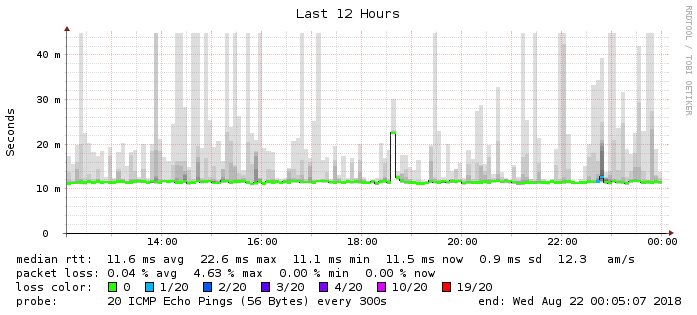 Last 12 Hours
RRDTOOL / TOBI OETIKER
Seconds
40 m
30 m
20 m
10 m
0
14:00 16:00 18:00 20:00 22:00 00:00
median rtt: 11.6 ms avg 22.6 ms max 11.1 ms min 11.5 ms now 0.9 ms sd 12.3 am/s
packet loss: 0.04 % avg 4.63 % max 0.00 % min 0.00 % now
loss color: 0 1/20 2/20 3/20 4/20 10/20 19/20
probe: 20 ICMP Echo Pings (56 Bytes) every 300s end: Wed Aug 22 00:05:07 2018